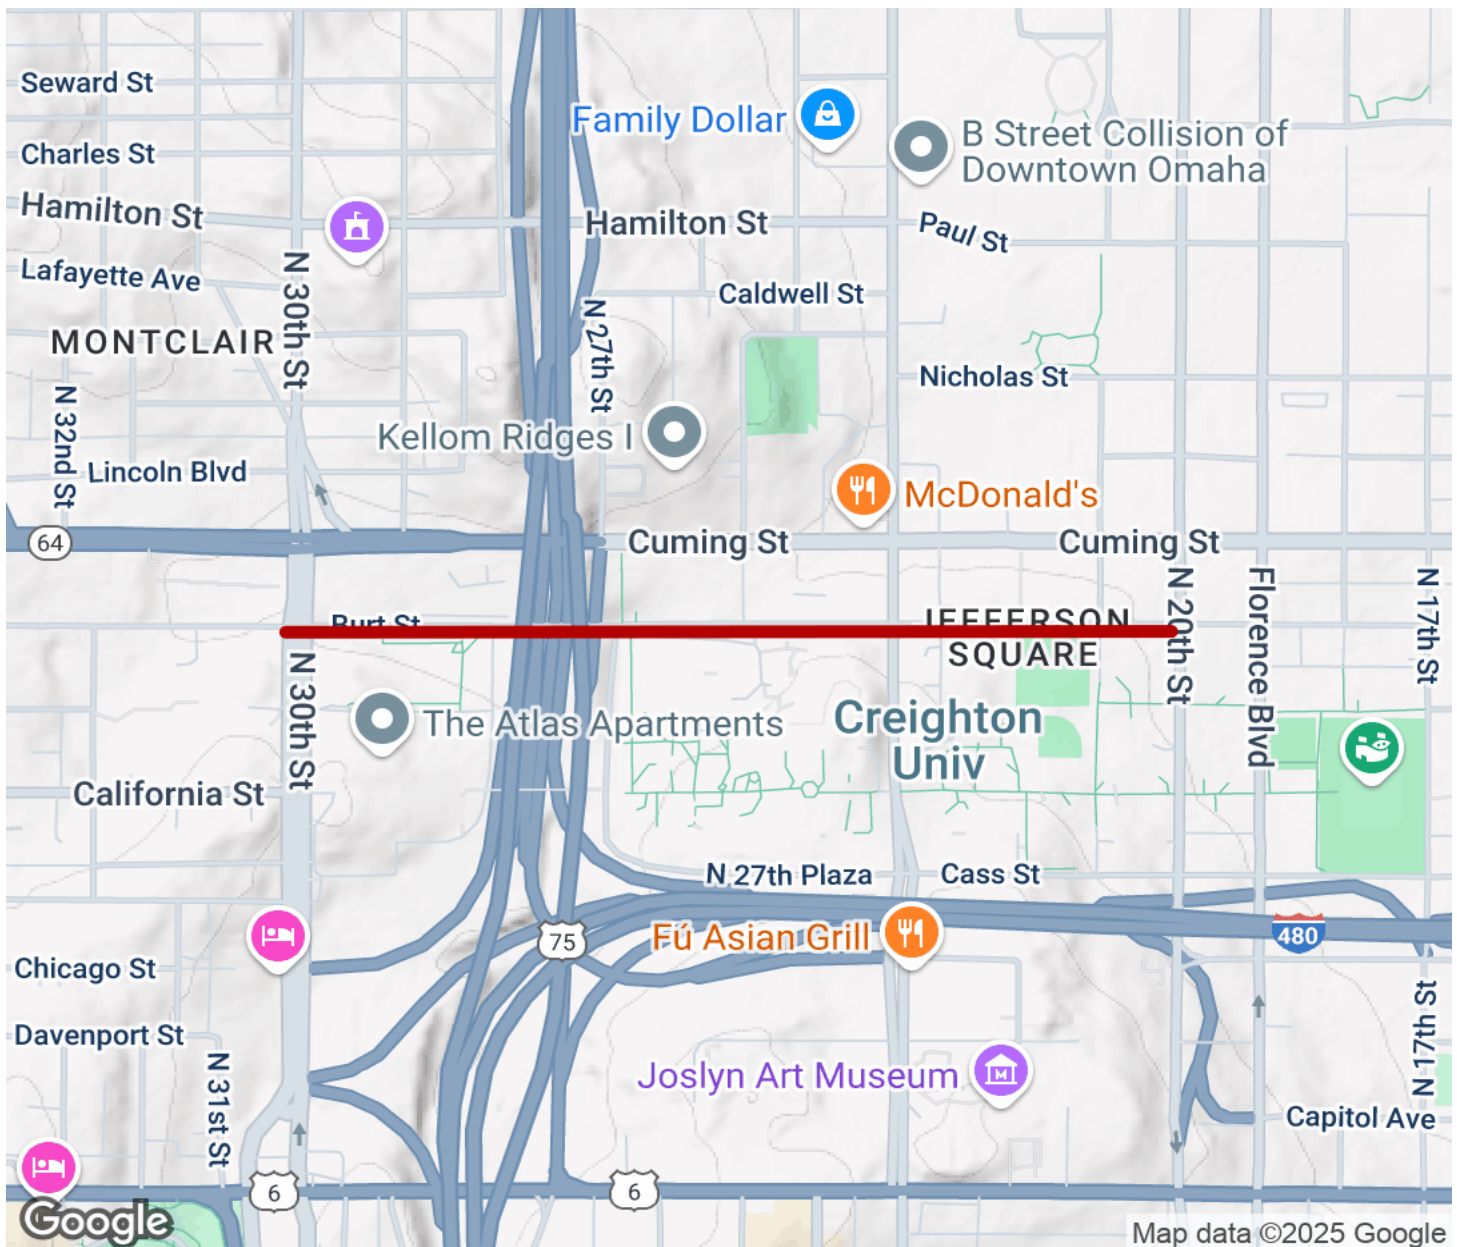 Seward St
Family Dollar
B Street Collision of
Downtown Omaha
Charles St
Hamilton St
Hamilton St
Paul St
Lafayette Ave
N 30th St
Caldwell St
N 27th St
MONTCLAIR
Nicholas St
N 32nd St
Kellom Ridges I
Lincoln Blvd
McDonald's
64
Cuming St
Cuming St
N 20th St
Florence Blvd
N 17th St
Burt St
JEFFERSON
SQUARE
N 30th St
The Atlas Apartments
Creighton
Univ
California St
N 27th Plaza
Cass St
75
Fú Asian Grill
480
Chicago St
N 17th St
Davenport St
N 31st St
Joslyn Art Museum
Capitol Ave
6
6
Google
Map data ©2025 Google